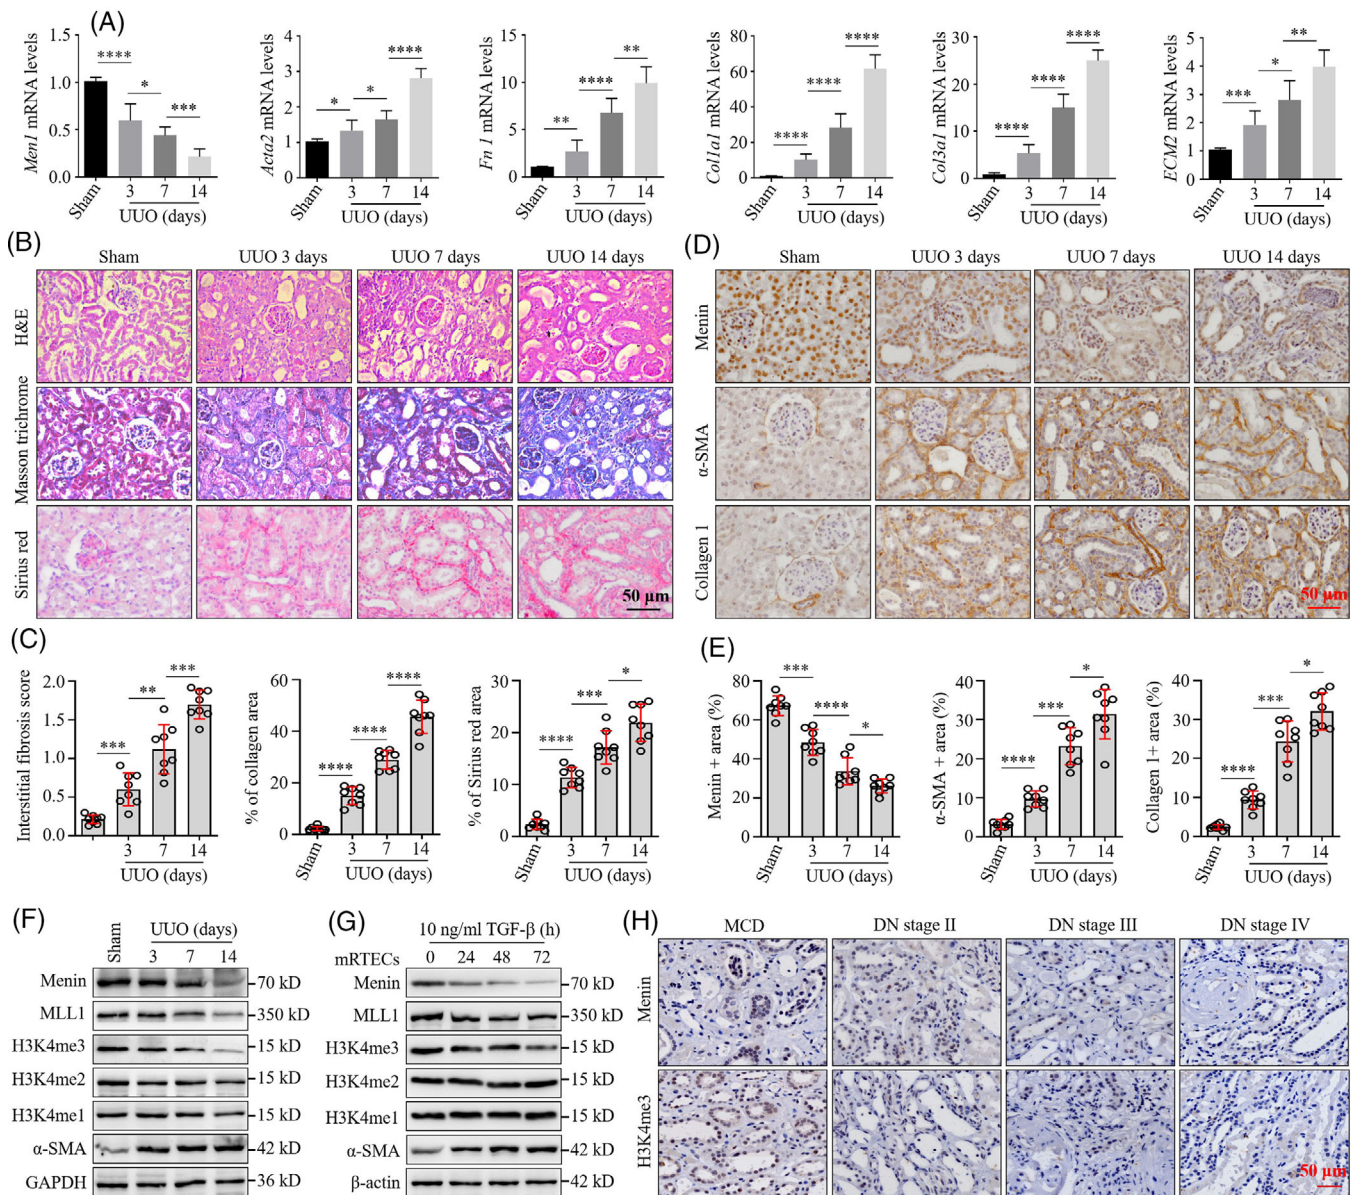 (A)
Men1 mRNA levels
1.5
1.0
0.5
0.0
****
*
***
Sham
3 7 14
UUO (days)
Acta2 mRNA levels
4
3
2
1
0
*
*
****
Sham
3 7 14
UUO (days)
Fn 1 mRNA levels
15
10
5
0
**
****
**
Sham
3 7 14
UUO (days)
Col1a1 mRNA levels
80
60
40
20
0
****
****
****
Sham
3 7 14
UUO (days)
Col3a1 mRNA levels
30
20
10
0
****
****
****
Sham
3 7 14
UUO (days)
ECM2 mRNA levels
5
4
3
2
1
0
***
*
**
Sham
3 7 14
UUO (days)
(B)
Sham UUO 3 days UUO 7 days UUO 14 days
H&E
Masson trichrome
Sirius red
50 µm
(D)
Sham UUO 3 days UUO 7 days UUO 14 days
Menin
α-SMA
Collagen 1
50 µm
(C)
Interstitial fibrosis score
2.0
1.5
1.0
0.5
0.0
***
**
***
Sham
3 7 14
UUO (days)
% of collagen area
60
40
20
0
****
****
****
Sham
3 7 14
UUO (days)
% of Sirius red area
30
20
10
0
****
***
*
Sham
3 7 14
UUO (days)
(E)
Menin + area (%)
80
60
40
20
0
***
****
*
Sham
3 7 14
UUO (days)
α-SMA + area (%)
40
30
20
10
0
****
***
*
Sham
3 7 14
UUO (days)
Collagen 1+ area (%)
40
30
20
10
0
****
***
*
Sham
3 7 14
UUO (days)
(F)
Sham
UUO (days)
3 7 14
Menin 70 kD
MLL1 350 kD
H3K4me3 15 kD
H3K4me2 15 kD
H3K4me1 15 kD
α-SMA 42 kD
GAPDH 36 kD
(G)
10 ng/ml TGF-β (h)
mRTECs 0 24 48 72
Menin 70 kD
MLL1 350 kD
H3K4me3 15 kD
H3K4me2 15 kD
H3K4me1 15 kD
α-SMA 42 kD
β-actin 42 kD
(H)
MCD DN stage II DN stage III DN stage IV
Menin
H3K4me3
50 µm